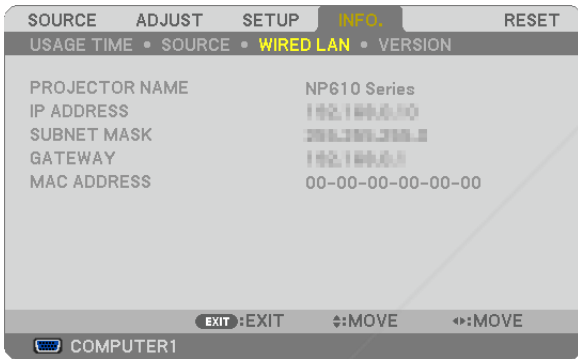 SOURCE ADJUST SETUP INFO. RESET
USAGE TIME • SOURCE • WIRED LAN • VERSION
PROJECTOR NAME NP610 Series
IP ADDRESS
SUBNET MASK
GATEWAY
MAC ADDRESS 00-00-00-00-00-00
EXIT :EXIT :MOVE :MOVE
COMPUTER1